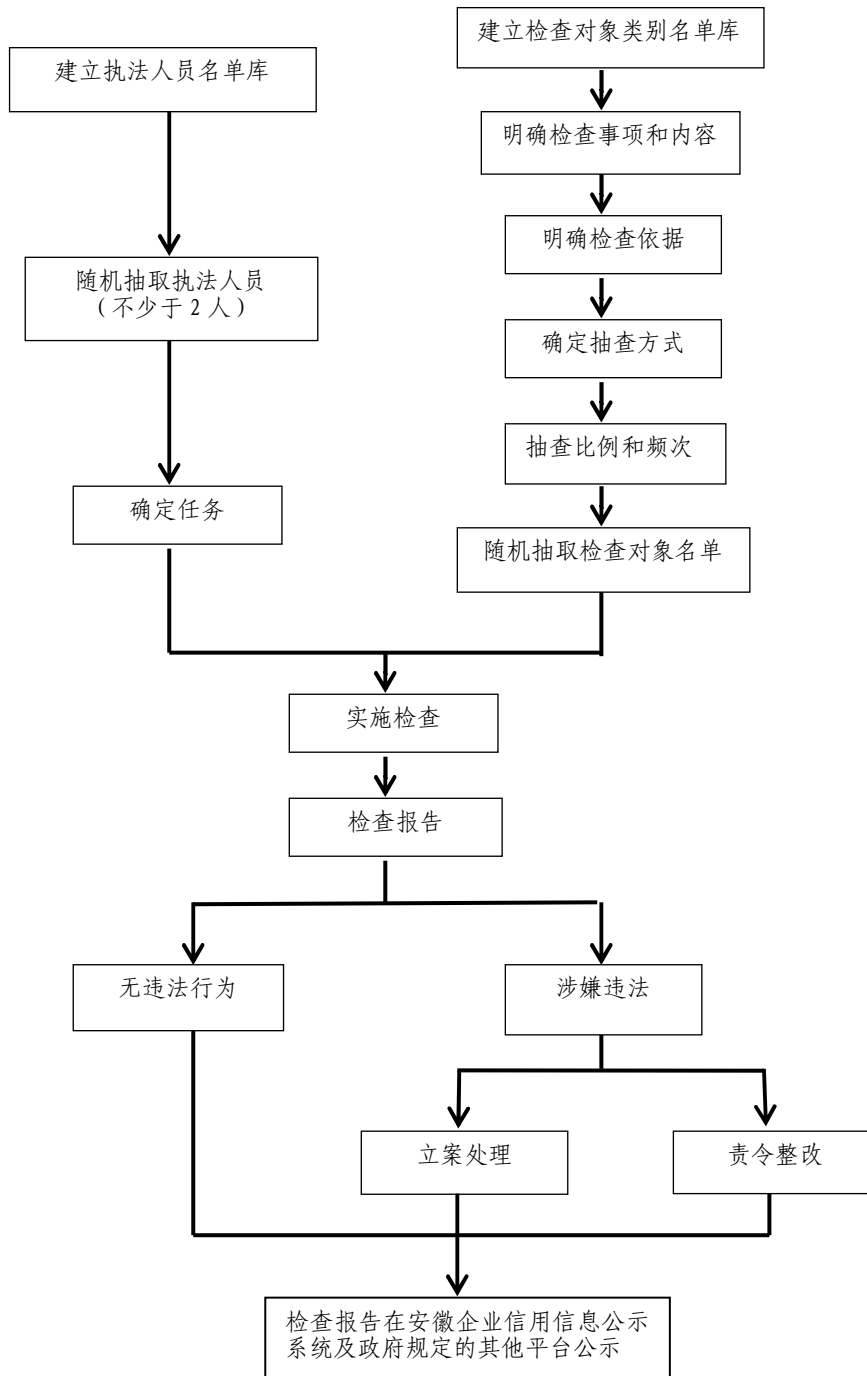 建立检查对象类别名单库
建立执法人员名单库
明确检查事项和内容
明确检查依据
随机抽取执法人员
（不少于2人）
确定抽查方式
抽查比例和频次
确定任务
随机抽取检查对象名单
实施检查
检查报告
无违法行为
涉嫌违法
立案处理
责令整改
检查报告在安徽企业信用信息公示
系统及政府规定的其他平台公示